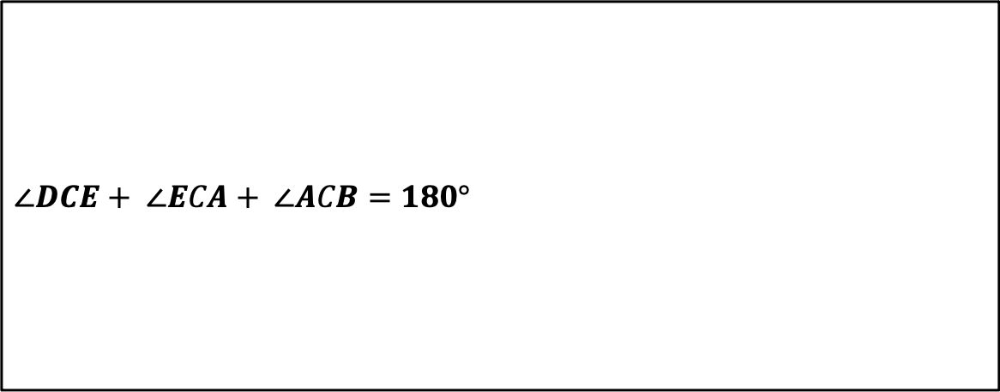 ∠DCE + ∠ECA + ∠ACB = 180°